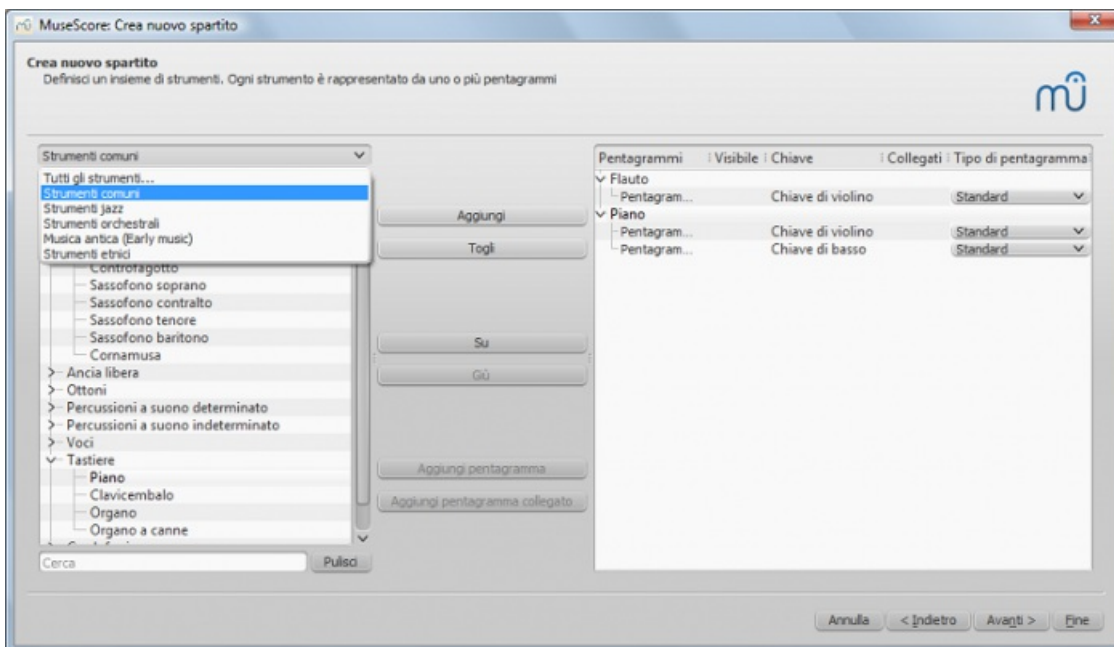 MuseScore: Crea nuovo spartito
Crea nuovo spartito
Definisci un insieme di strumenti. Ogni strumento è rappresentato da uno o più pentagrammi
Strumenti comuni
Tutti gli strumenti...
Strumenti comuni
Strumenti jazz
Strumenti orchestrali
Musica antica (Early music)
Strumenti etnici
Controfagotto
Sassofono soprano
Sassofono contralto
Sassofono tenore
Sassofono baritono
Cornamusa
Ancia libera
Ottoni
Percussioni a suono determinato
Percussioni a suono indeterminato
Voci
Tastiere
Piano
Clavicembalo
Organo
Organo a canne
Cerca Pulisci
Aggiungi
Togli
Su
Giù
Aggiungi pentagramma
Aggiungi pentagramma collegato
Pentagrammi Visibile Chiave Collegati Tipo di pentagramma
Flauto
Pentagram... Chiave di violino Standard
Piano
Pentagram... Chiave di violino Standard
Pentagram... Chiave di basso Standard
Annulla < Indietro Avanti > Fine